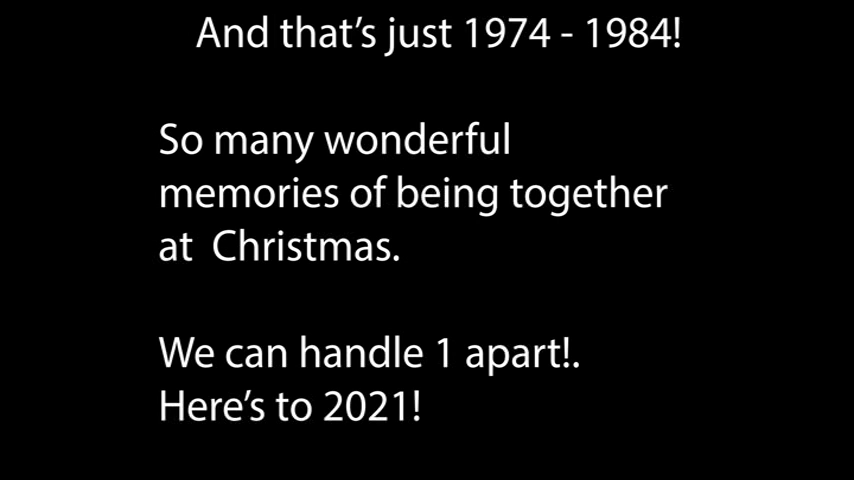 And that’s just 1974 - 1984!
So many wonderful
memories of being together
at  Christmas.
We can handle 1 apart!.
Here’s to 2021!